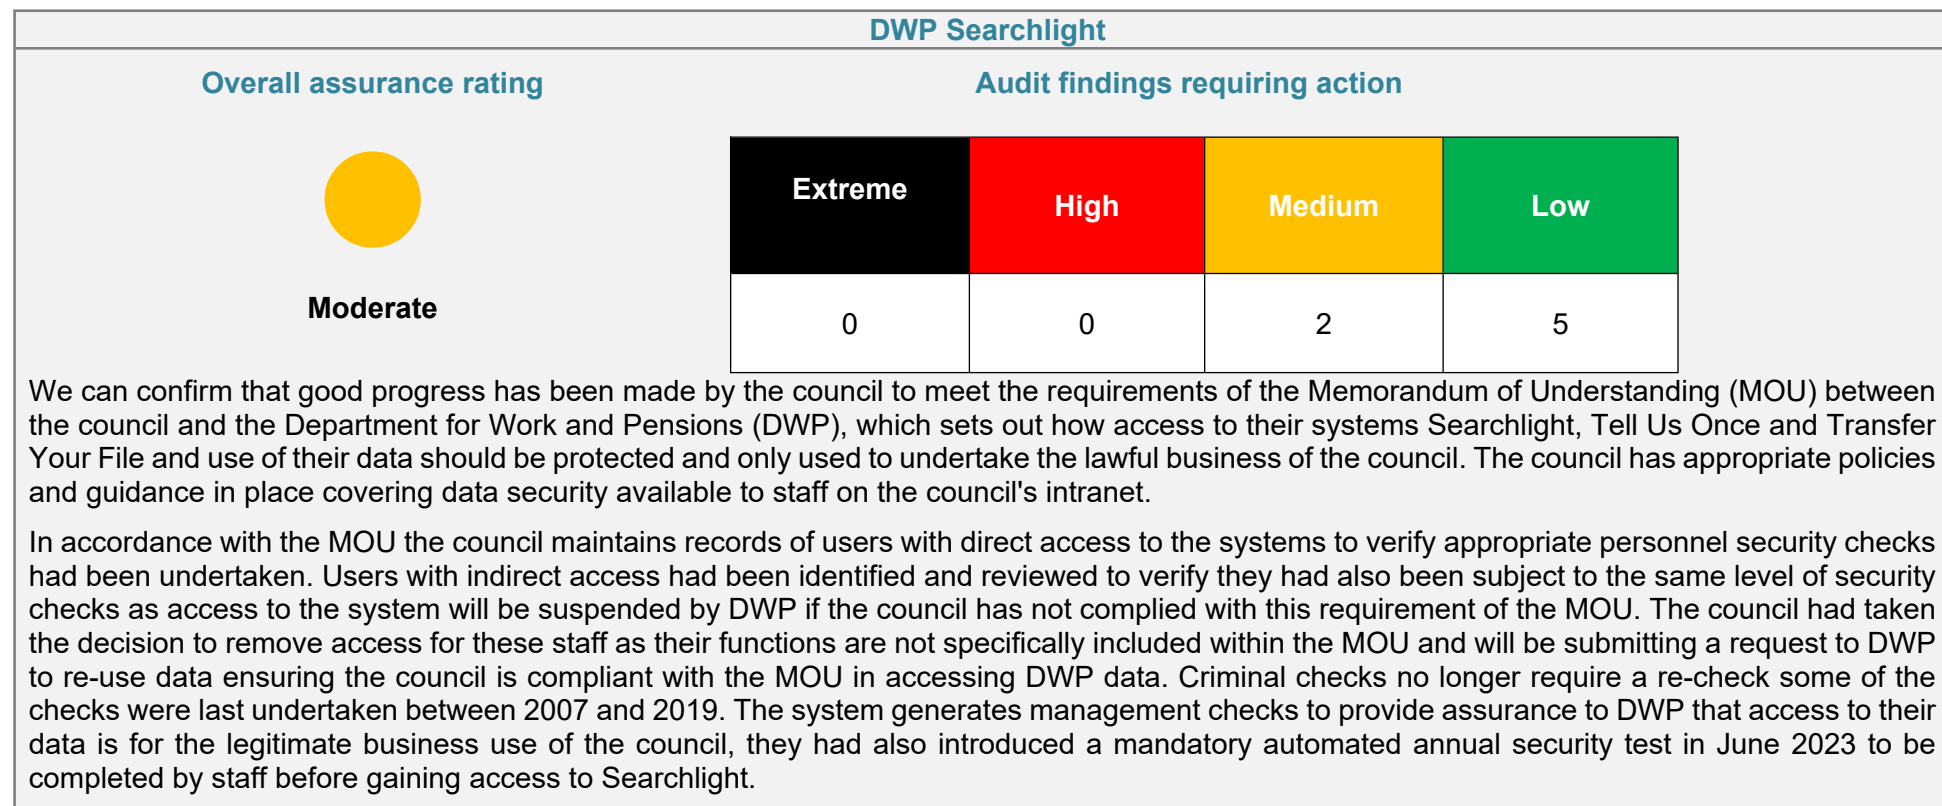 DWP Searchlight
Overall assurance rating
Audit findings requiring action
Moderate
Extreme
High
Medium
Low
0
0
2
5
We can confirm that good progress has been made by the council to meet the requirements of the Memorandum of Understanding (MOU) between
the council and the Department for Work and Pensions (DWP), which sets out how access to their systems Searchlight, Tell Us Once and Transfer
Your File and use of their data should be protected and only used to undertake the lawful business of the council. The council has appropriate policies
and guidance in place covering data security available to staff on the council's intranet.
In accordance with the MOU the council maintains records of users with direct access to the systems to verify appropriate personnel security checks
had been undertaken. Users with indirect access had been identified and reviewed to verify they had also been subject to the same level of security
checks as access to the system will be suspended by DWP if the council has not complied with this requirement of the MOU. The council had taken
the decision to remove access for these staff as their functions are not specifically included within the MOU and will be submitting a request to DWP
to re-use data ensuring the council is compliant with the MOU in accessing DWP data. Criminal checks no longer require a re-check some of the
checks were last undertaken between 2007 and 2019. The system generates management checks to provide assurance to DWP that access to their
data is for the legitimate business use of the council, they had also introduced a mandatory automated annual security test in June 2023 to be
completed by staff before gaining access to Searchlight.